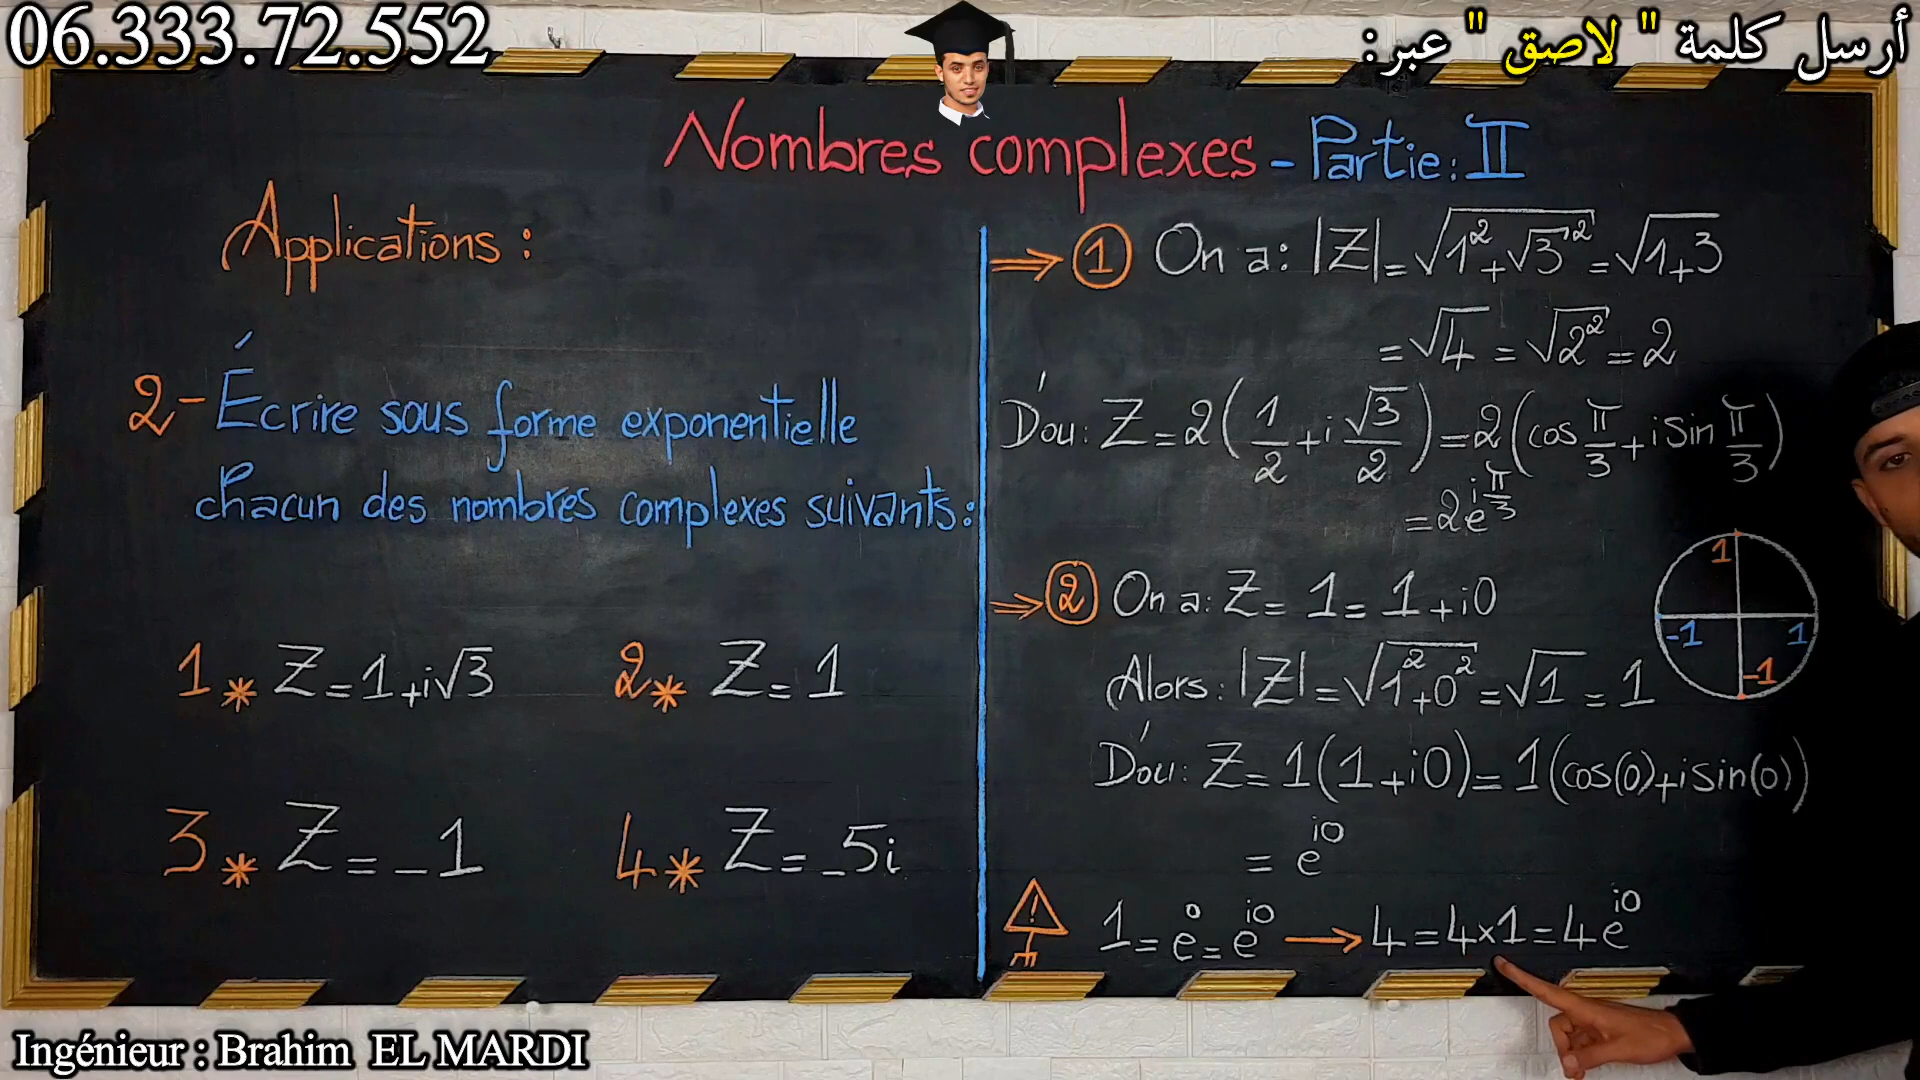 06.333.72.552
أرسل كلمة " لاصق " عبر:
Nombres complexes - Partie: II
Applications :
2- Écrire sous forme exponentielle
chacun des nombres complexes suivants:
1 * Z = 1+i√3
2 * Z = 1
3 * Z = -1
4 * Z = -5i
⇒ ① On a: |Z| = √(1²+√3²) = √(1+3)
= √4 = √2² = 2
D'où: Z = 2(1/2 + i √3/2) = 2(cos π/3 + i sin π/3)
= 2e^(iπ/3)
⇒ ② On a: Z = 1 = 1 + i0
Alors: |Z| = √(1²+0²) = √1 = 1
D'où: Z = 1(1+i0) = 1(cos(0)+i sin(0))
= e^(i0)
1
-1 1
-1
! 1 = e^0 = e^(i0) → 4 = 4×1 = 4e^(i0)
Ingénieur : Brahim EL MARDI